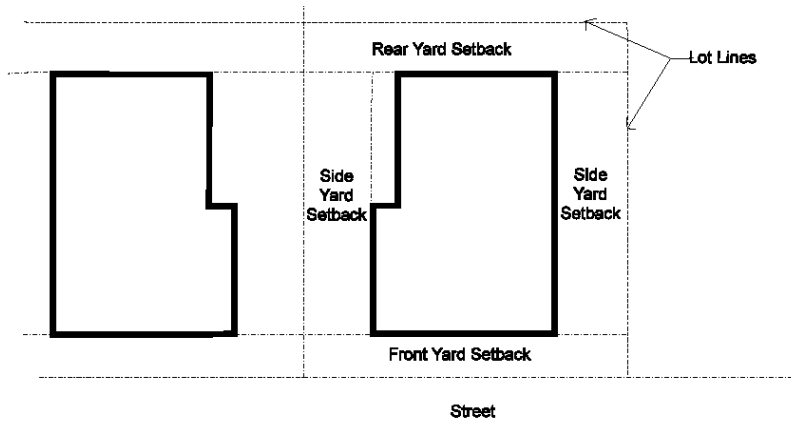 Rear Yard Setback
Lot Lines
Side
Yard
Setback
Side
Yard
Setback
Front Yard Setback
Street